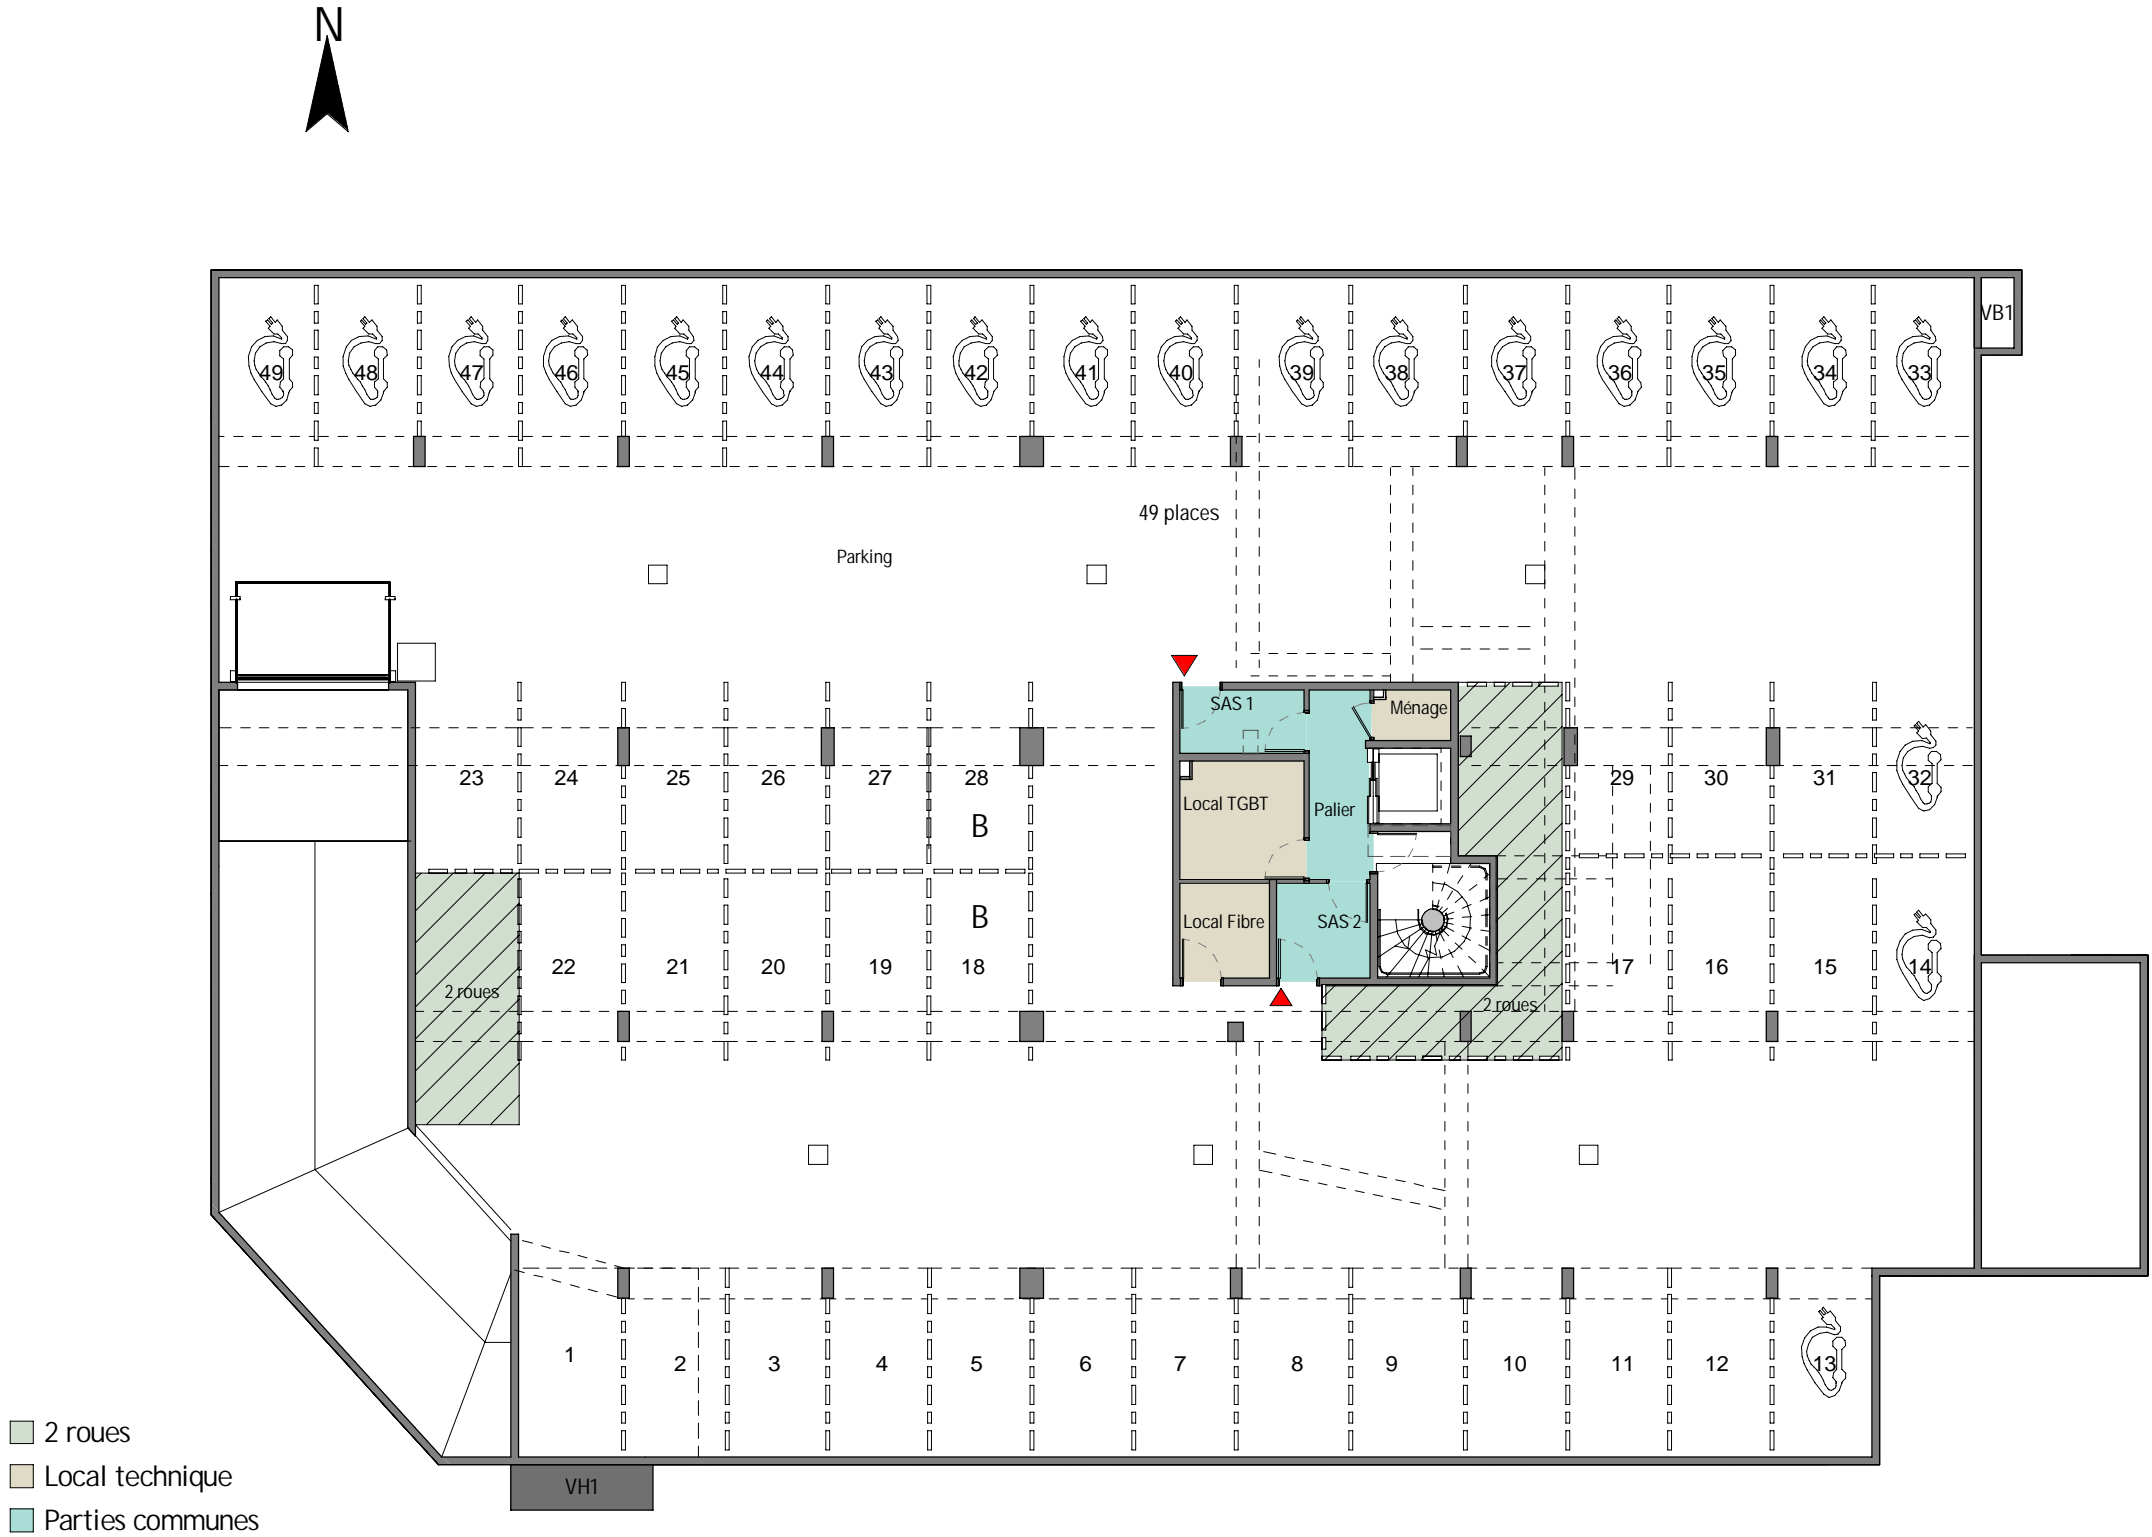 N
VB1
49 48 47 46 45 44 43 42 41 40 39 38 37 36 35 34 33
49 places
Parking
SAS 1
Ménage
23 24 25 26 27 28 29 30 31 32
Local TGBT
Palier
B
B
Local Fibre
SAS 2
22 21 20 19 18 17 16 15 14
2 roues
2 roues
1 2 3 4 5 6 7 8 9 10 11 12 13
2 roues
Local technique
VH1
Parties communes